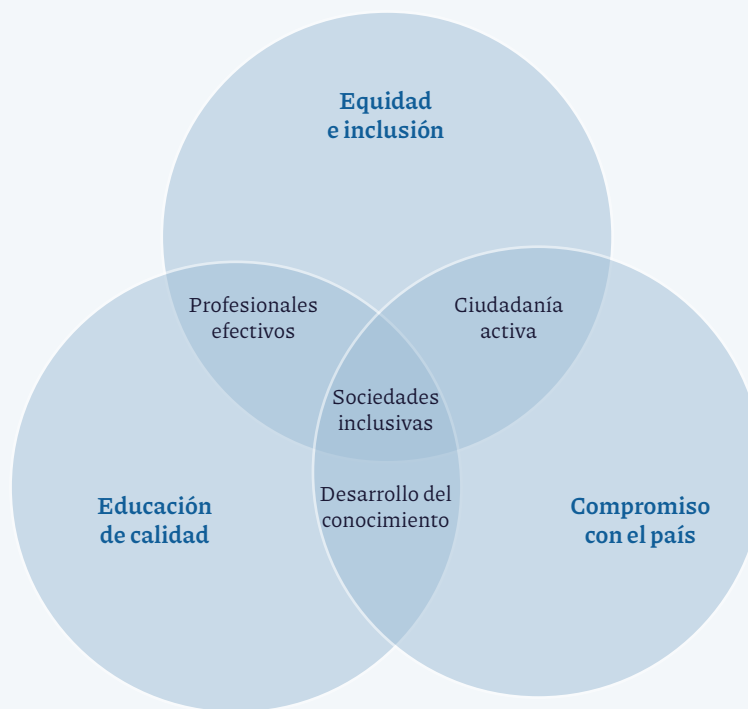 Equidad
e inclusión
Profesionales
efectivos
Ciudadanía
activa
Sociedades
inclusivas
Desarrollo del
conocimiento
Educación
de calidad
Compromiso
con el país